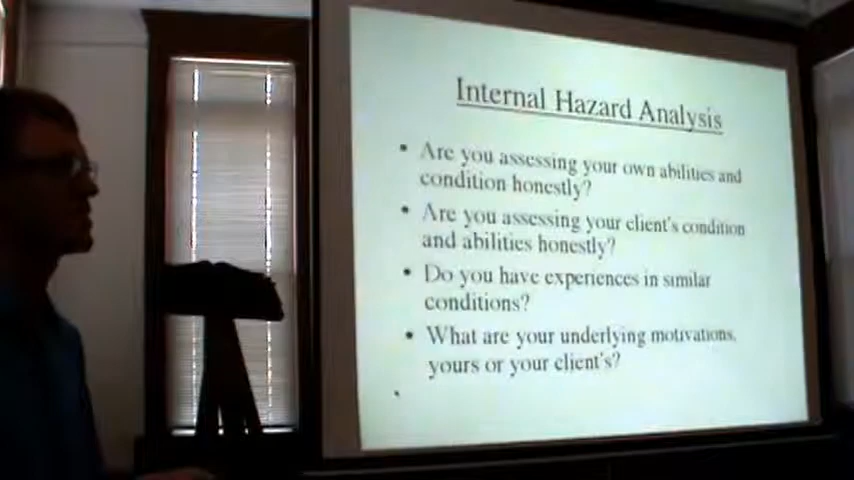 Internal Hazard Analysis
• Are you assessing your own abilities and
condition honestly?
• Are you assessing your client's condition
and abilities honestly?
• Do you have experiences in similar
conditions?
• What are your underlying motivations,
yours or your client's?
•